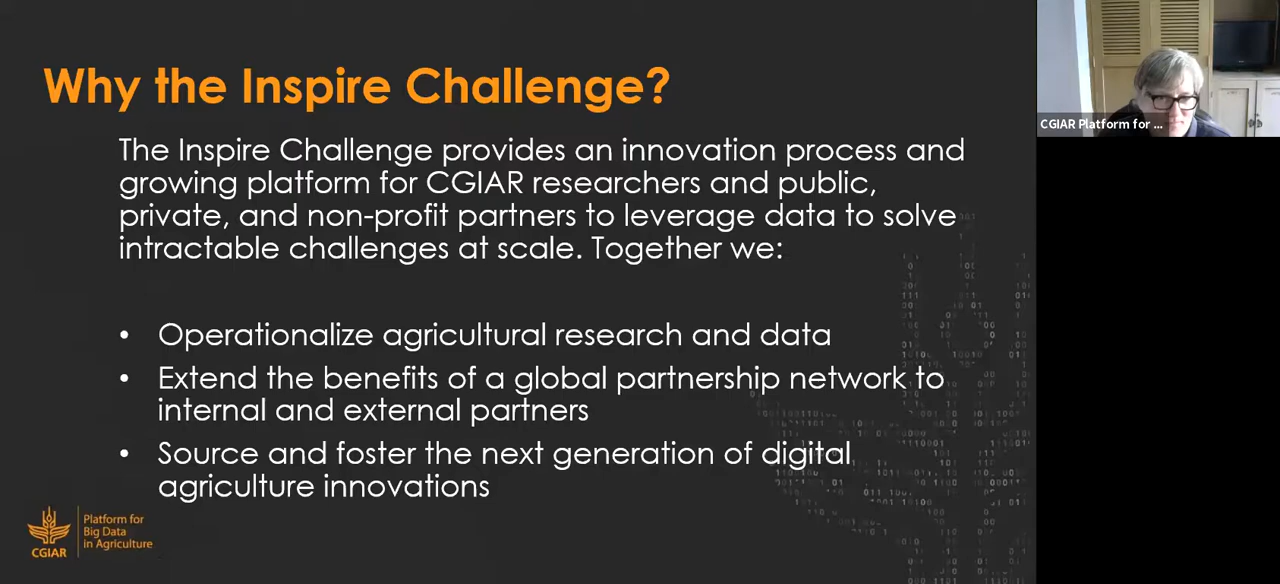 Why the Inspire Challenge?
The Inspire Challenge provides an innovation process and
growing platform for CGIAR researchers and public,
private, and non-profit partners to leverage data to solve
intractable challenges at scale. Together we:
• Operationalize agricultural research and data
• Extend the benefits of a global partnership network to
internal and external partners
• Source and foster the next generation of digital
agriculture innovations
CGIAR
Platform for
Big Data
in Agriculture
CGIAR Platform for ...